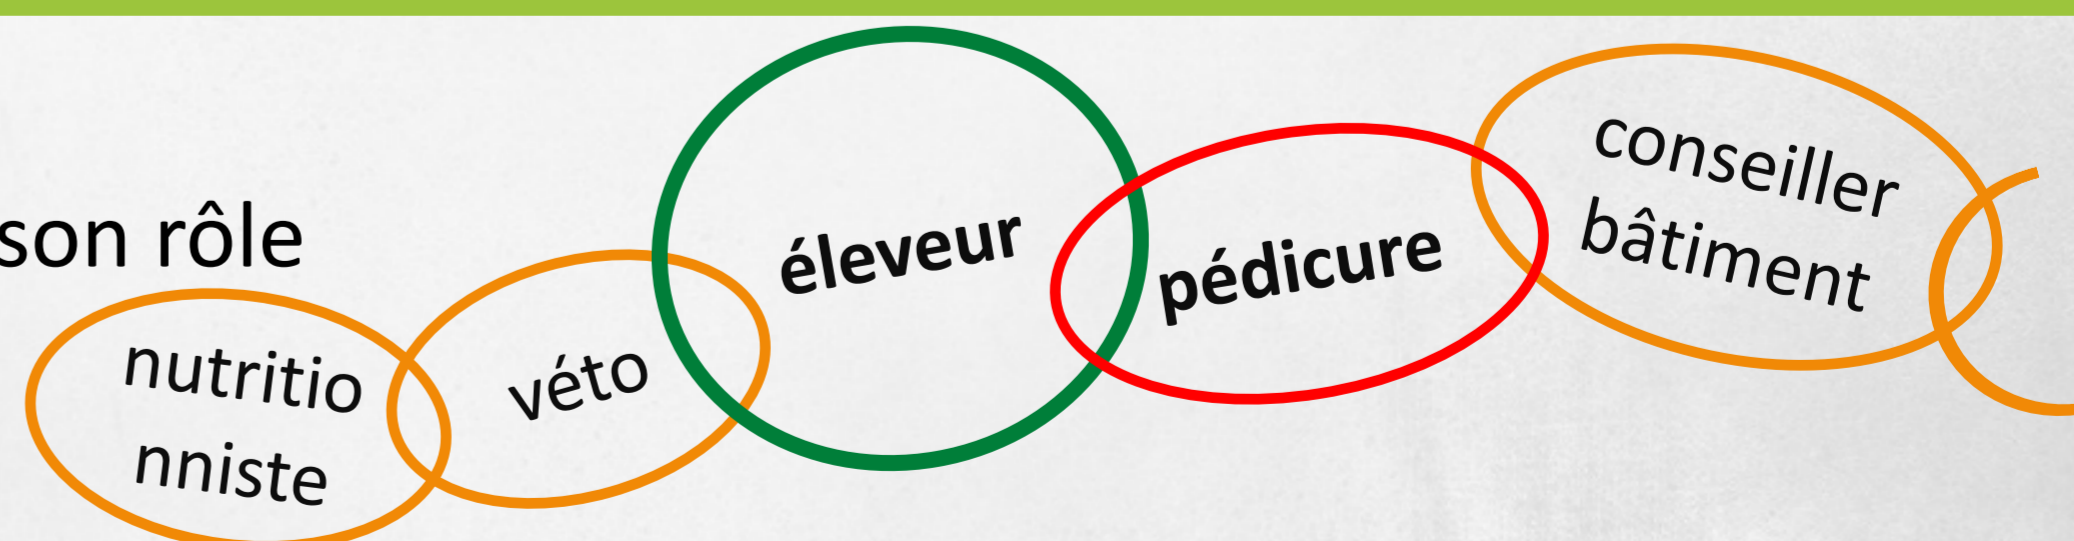 son rôle
nutritio
nniste
véto
éleveur
pédicure
conseiller
bâtiment